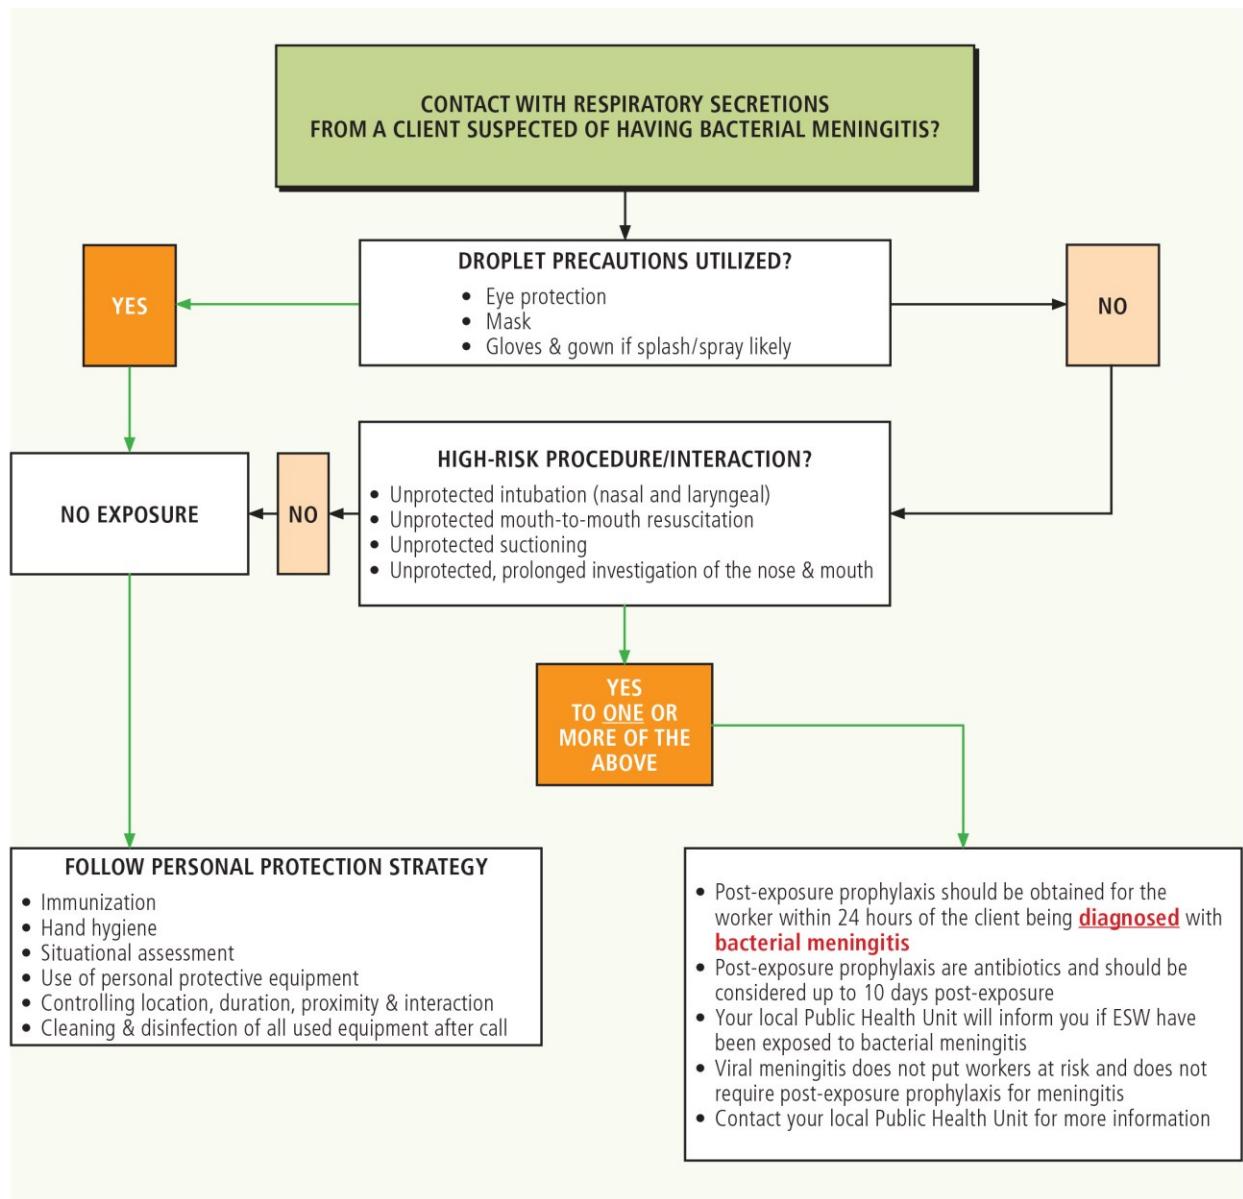 CONTACT WITH RESPIRATORY SECRETIONS
FROM A CLIENT SUSPECTED OF HAVING BACTERIAL MENINGITIS?
DROPLET PRECAUTIONS UTILIZED?
• Eye protection
• Mask
• Gloves & gown if splash/spray likely
YES
NO
HIGH-RISK PROCEDURE/INTERACTION?
• Unprotected intubation (nasal and laryngeal)
• Unprotected mouth-to-mouth resuscitation
• Unprotected suctioning
• Unprotected, prolonged investigation of the nose & mouth
NO
NO EXPOSURE
YES
TO ONE OR
MORE OF THE
ABOVE
FOLLOW PERSONAL PROTECTION STRATEGY
• Immunization
• Hand hygiene
• Situational assessment
• Use of personal protective equipment
• Controlling location, duration, proximity & interaction
• Cleaning & disinfection of all used equipment after call
• Post-exposure prophylaxis should be obtained for the
worker within 24 hours of the client being diagnosed with
bacterial meningitis
• Post-exposure prophylaxis are antibiotics and should be
considered up to 10 days post-exposure
• Your local Public Health Unit will inform you if ESW have
been exposed to bacterial meningitis
• Viral meningitis does not put workers at risk and does not
require post-exposure prophylaxis for meningitis
• Contact your local Public Health Unit for more information